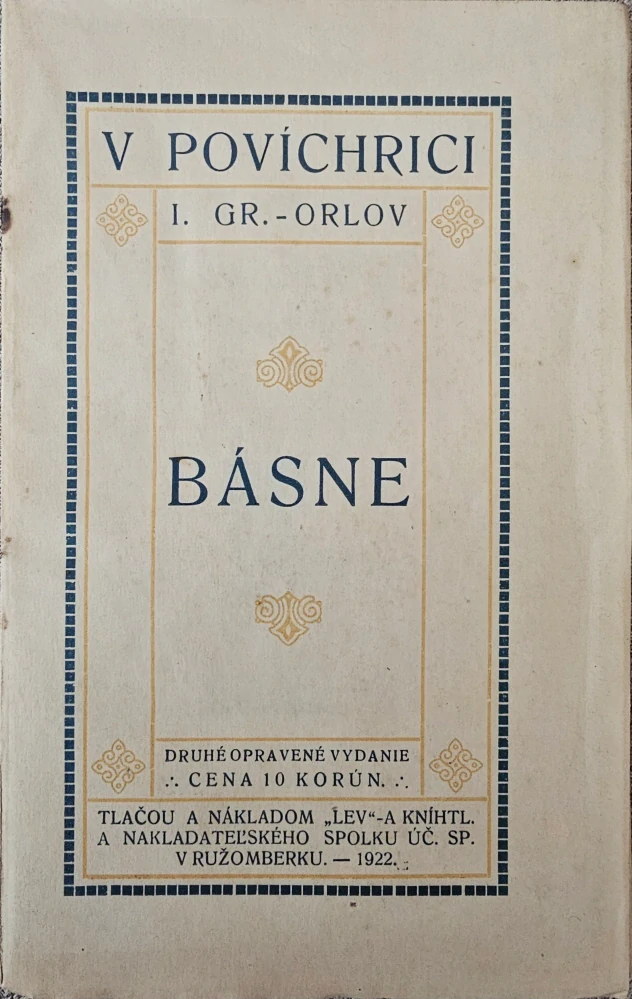 V POVÍCHRICI
I. GR.-ORLOV
BÁSNE
DRUHÉ OPRAVENÉ VYDANIE
∴ CENA 10 KORÚN. ∴
TLAČOU A NÁKLADOM „ĽEV“-A KNÍHTL.
A NAKLADATEĽSKÉHO SPOLKU ÚČ. SP.
V RUŽOMBERKU. — 1922.